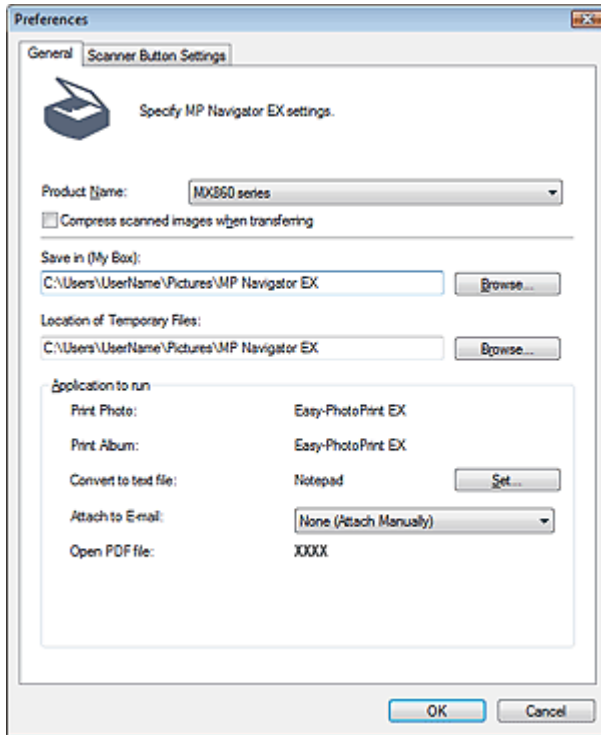 Preferences
General Scanner Button Settings
Specify MP Navigator EX settings.
Product Name: MX860 series
Compress scanned images when transferring
Save in (My Box):
C:\Users\UserName\Pictures\MP Navigator EX Browse...
Location of Temporary Files:
C:\Users\UserName\Pictures\MP Navigator EX Browse...
Application to run
Print Photo: Easy-PhotoPrint EX
Print Album: Easy-PhotoPrint EX
Convert to text file: Notepad Set...
Attach to E-mail: None (Attach Manually)
Open PDF file: XXXX
OK Cancel